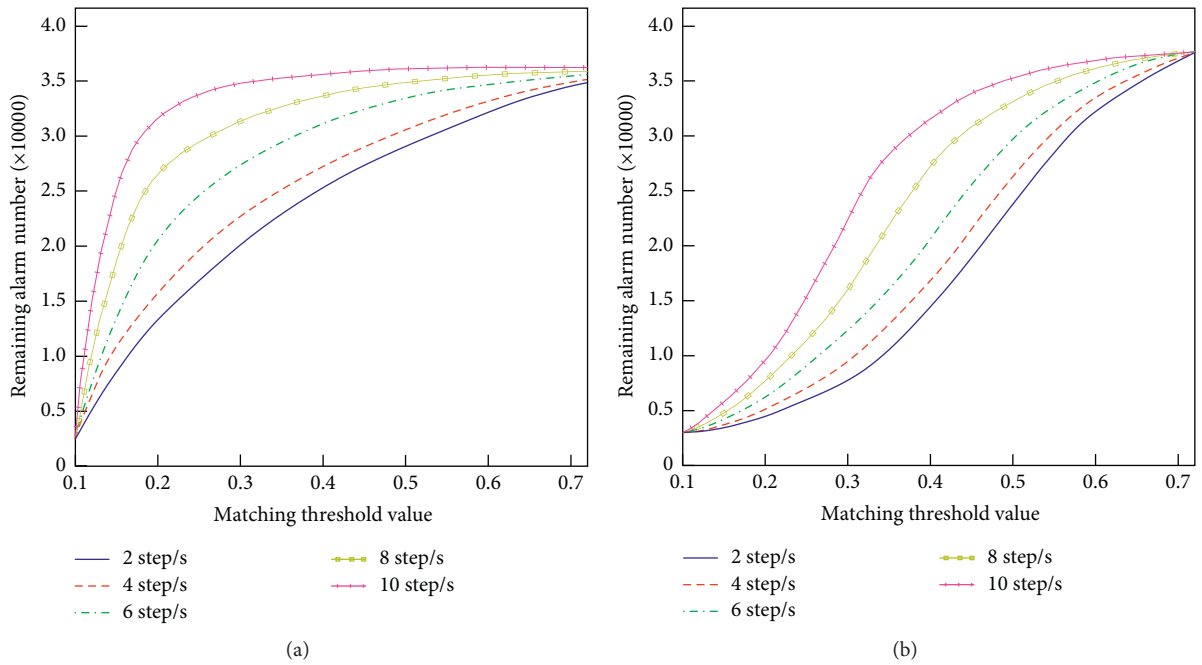 Remaining alarm number (×10000)
4.0
3.5
3.0
2.5
2.0
1.5
1.0
0.5
0
0.1 0.2 0.3 0.4 0.5 0.6 0.7
Matching threshold value
2 step/s
4 step/s
6 step/s
8 step/s
10 step/s
(a)
Remaining alarm number (×10000)
4.0
3.5
3.0
2.5
2.0
1.5
1.0
0.5
0
0.1 0.2 0.3 0.4 0.5 0.6 0.7
Matching threshold value
2 step/s
4 step/s
6 step/s
8 step/s
10 step/s
(b)